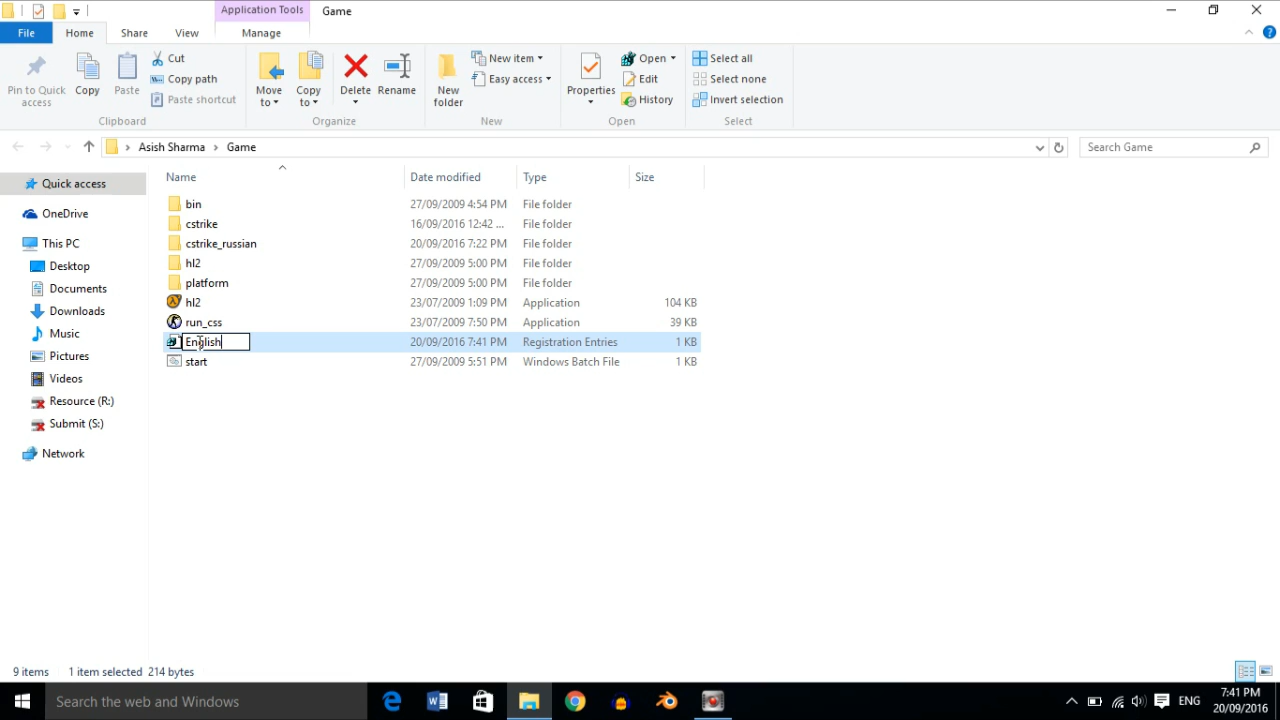 Application Tools Game
File Home Share View Manage
Pin to Quick access
Copy
Paste
Cut
Copy path
Paste shortcut
Clipboard
Move to
Copy to
Delete
Rename
Organize
New folder
New item
Easy access
New
Properties
Open
Edit
History
Open
Select all
Select none
Invert selection
Select
Asish Sharma Game
Search Game
Quick access
OneDrive
This PC
Desktop
Documents
Downloads
Music
Pictures
Videos
Resource (R:)
Submit (S:)
Network
Name Date modified Type Size
bin 27/09/2009 4:54 PM File folder
cstrike 16/09/2016 12:42 ... File folder
cstrike_russian 20/09/2016 7:22 PM File folder
hl2 27/09/2009 5:00 PM File folder
platform 27/09/2009 5:00 PM File folder
hl2 23/07/2009 1:09 PM Application 104 KB
run_css 23/07/2009 7:50 PM Application 39 KB
English 20/09/2016 7:41 PM Registration Entries 1 KB
start 27/09/2009 5:51 PM Windows Batch File 1 KB
9 items 1 item selected 214 bytes
Search the web and Windows
ENG
7:41 PM
20/09/2016